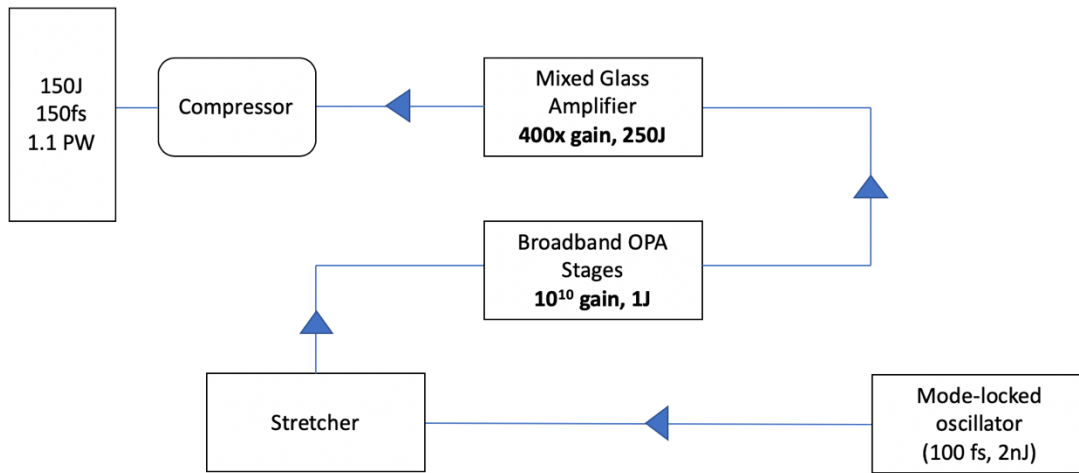 150J
150fs
1.1 PW
Compressor
Mixed Glass
Amplifier
400x gain, 250J
Broadband OPA
Stages
10¹⁰ gain, 1J
Stretcher
Mode-locked
oscillator
(100 fs, 2nJ)